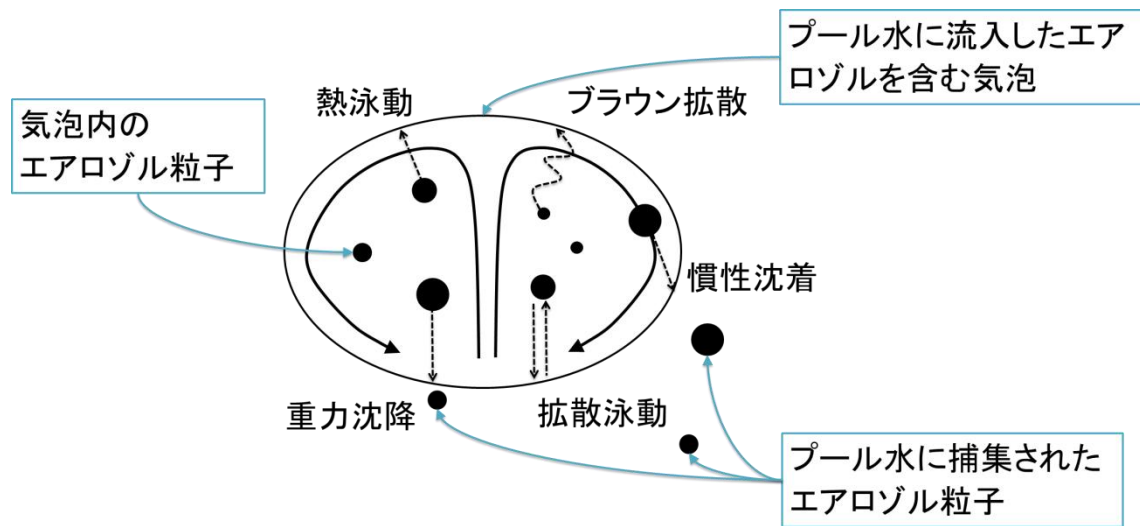 プール水に流入したエア
ロゾルを含む気泡
熱泳動
ブラウン拡散
気泡内の
エアロゾル粒子
慣性沈着
重力沈降
拡散泳動
プール水に捕集された
エアロゾル粒子